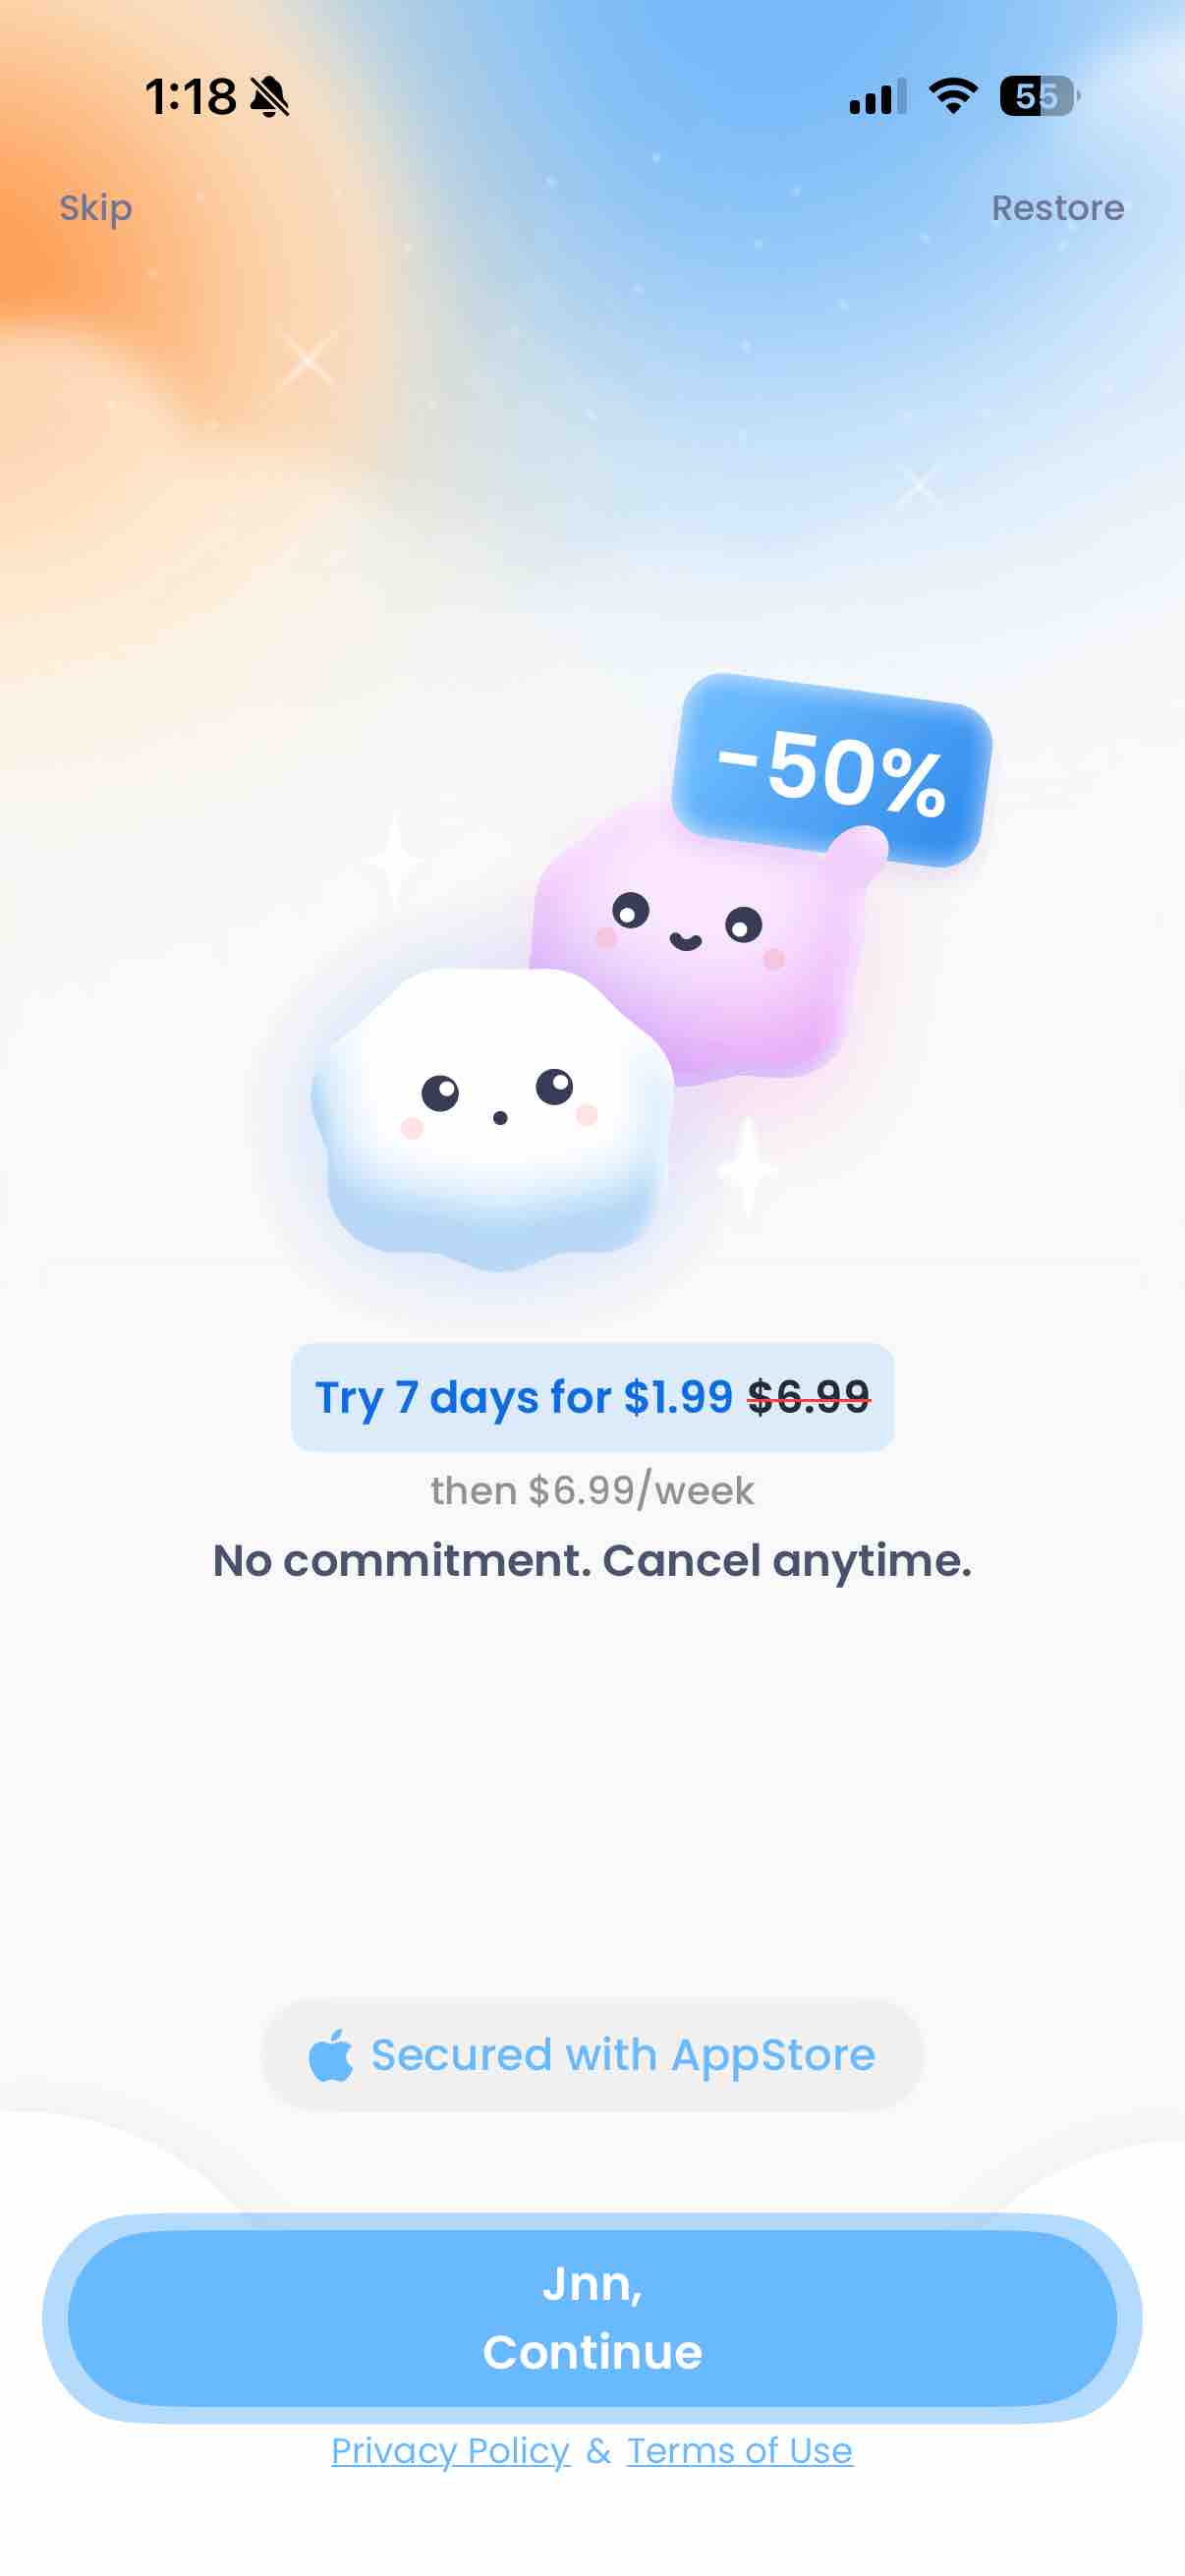 1:18
55
Skip
Restore
-50%
Try 7 days for $1.99 $6.99
then $6.99/week
No commitment. Cancel anytime.
Secured with AppStore
Jnn,
Continue
Privacy Policy & Terms of Use